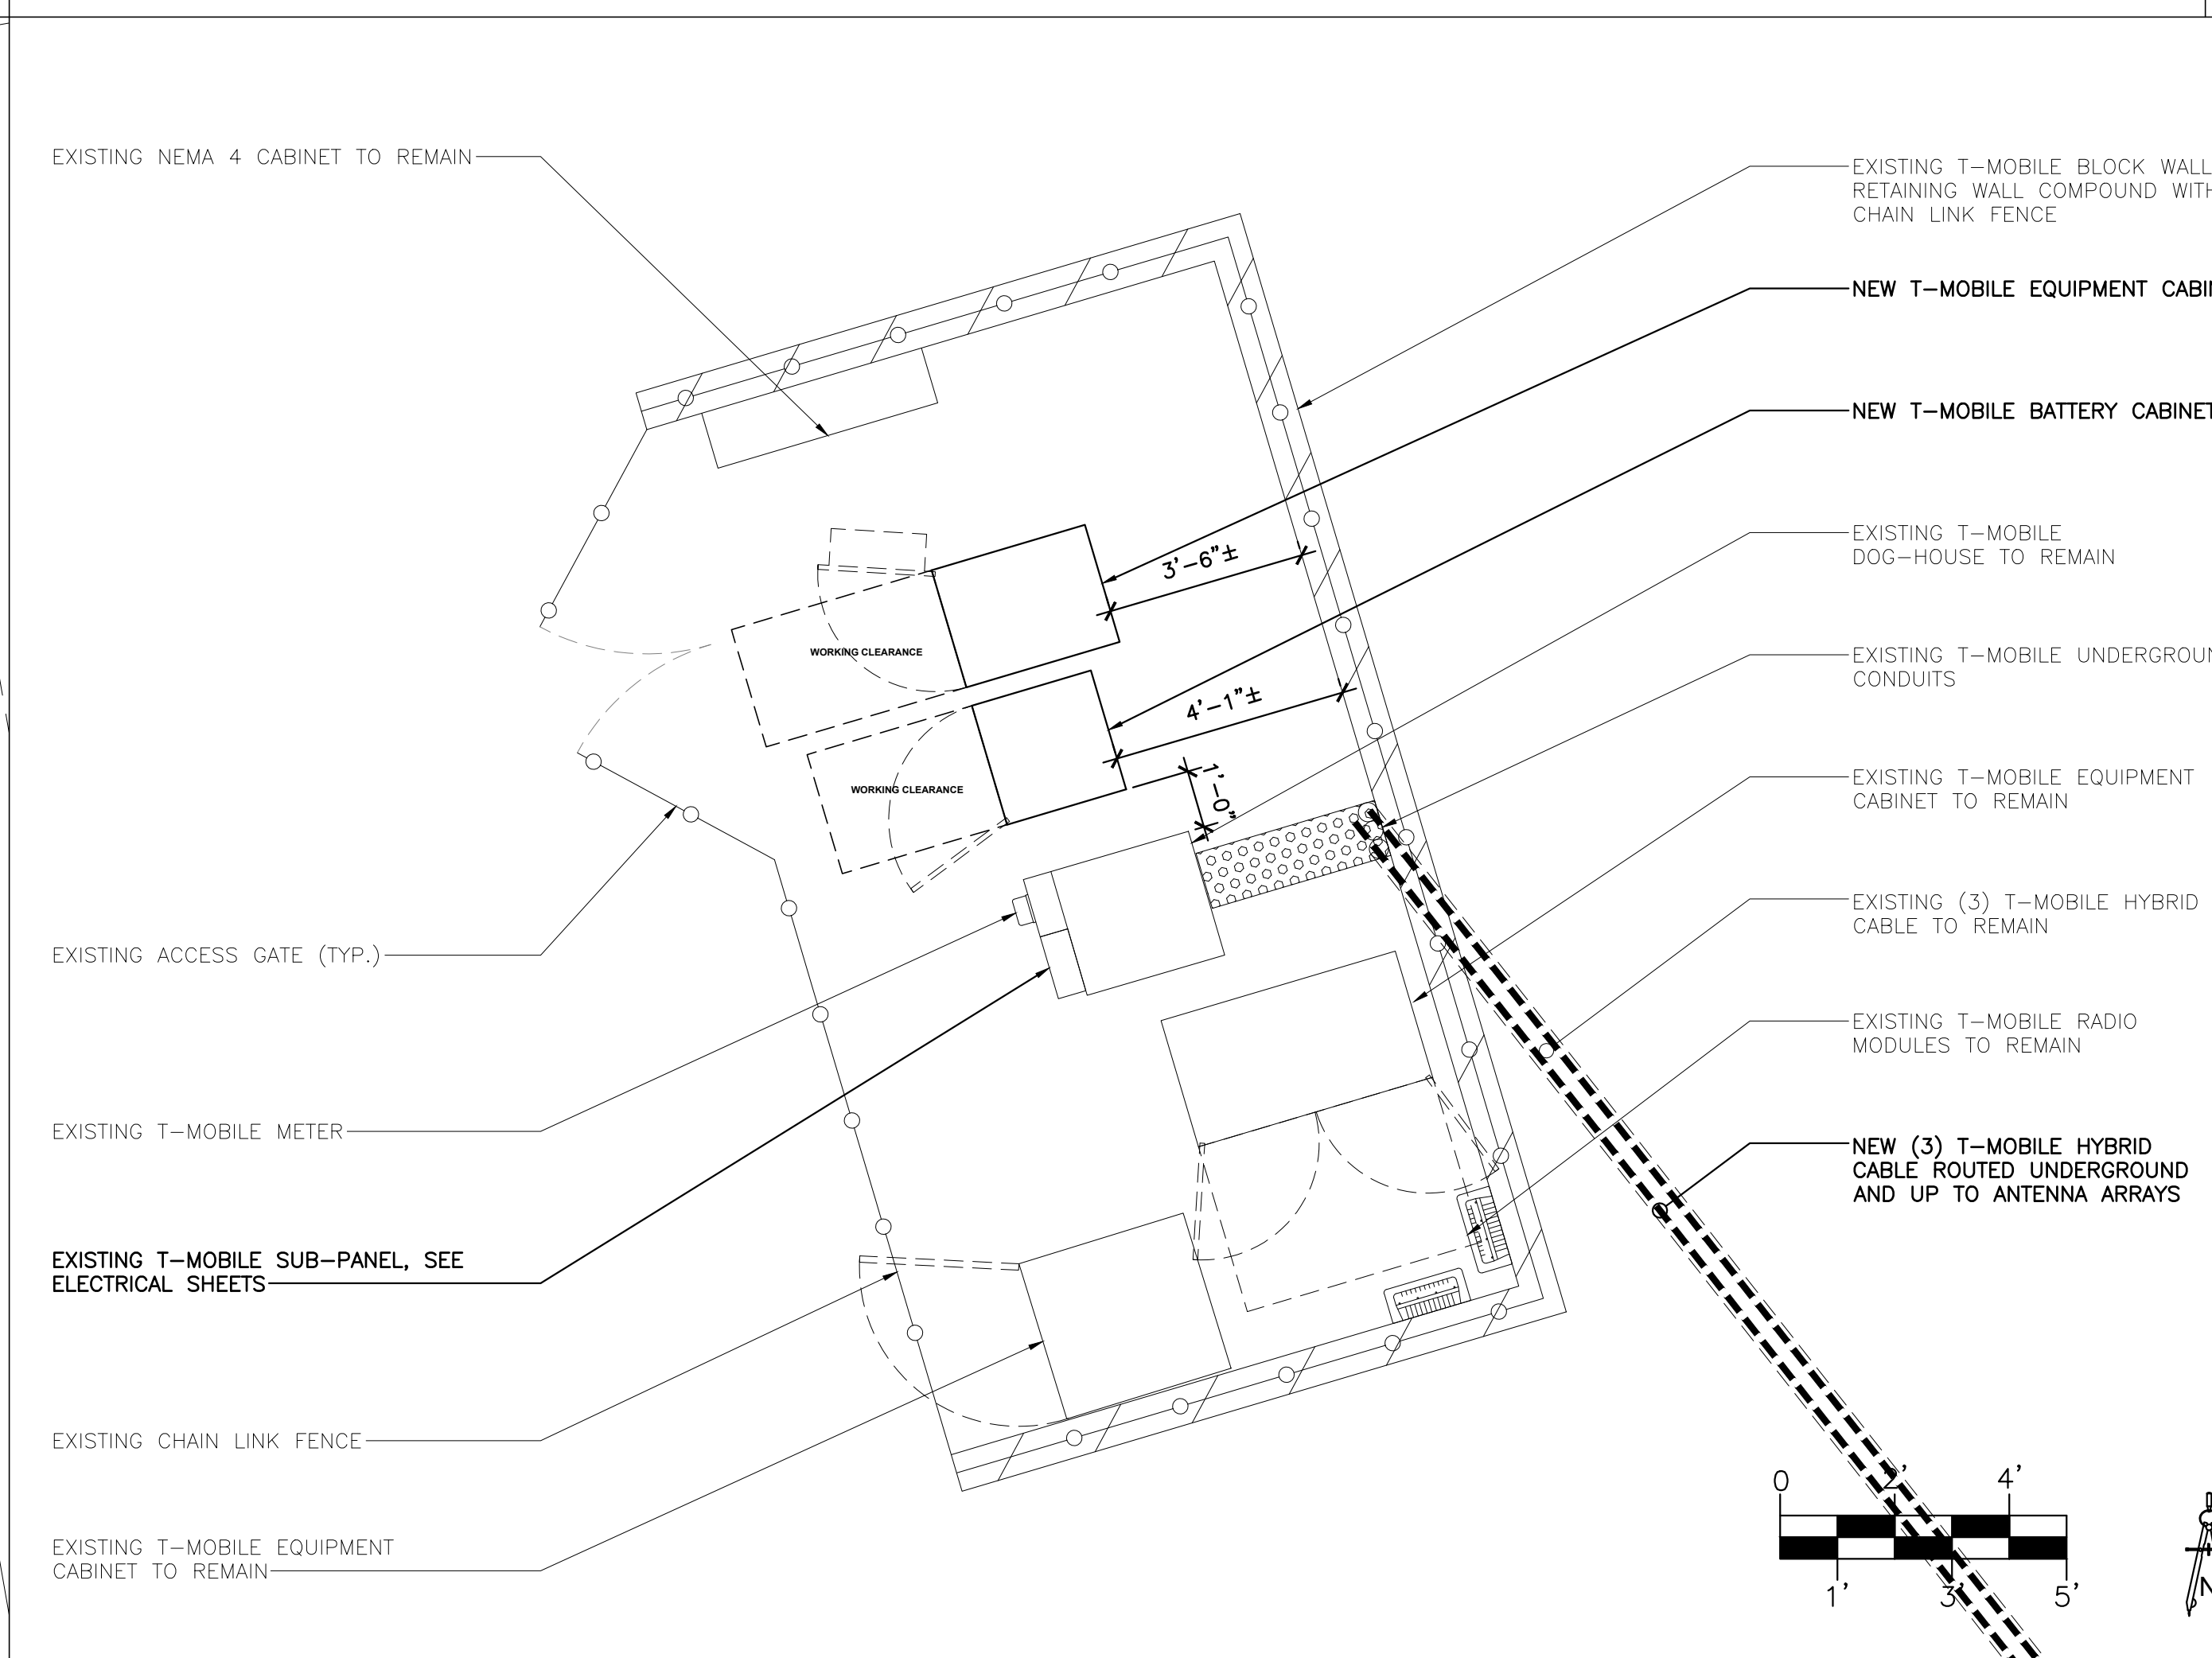 EXISTING NEMA 4 CABINET TO REMAIN
EXISTING ACCESS GATE (TYP.)
EXISTING T-MOBILE METER
EXISTING T-MOBILE SUB-PANEL, SEE
ELECTRICAL SHEETS
EXISTING CHAIN LINK FENCE
EXISTING T-MOBILE EQUIPMENT
CABINET TO REMAIN
WORKING CLEARANCE
WORKING CLEARANCE
3'-6"±
4'-1"±
1'-0"
EXISTING T-MOBILE BLOCK WALL
RETAINING WALL COMPOUND WITH
CHAIN LINK FENCE
NEW T-MOBILE EQUIPMENT
NEW T-MOBILE BATTERY CABINET
EXISTING T-MOBILE
DOG-HOUSE TO REMAIN
EXISTING T-MOBILE
CONDUITS
EXISTING T-MOBILE EQUIPMENT
CABINET TO REMAIN
EXISTING (3) T-MOBILE HYBRID
CABLE TO REMAIN
EXISTING T-MOBILE RADIO
MODULES TO REMAIN
NEW (3) T-MOBILE HYBRID
CABLE ROUTED UNDERGROUND
AND UP TO ANTENNA ARRAYS
0 2' 4'
1' 3' 5'
N